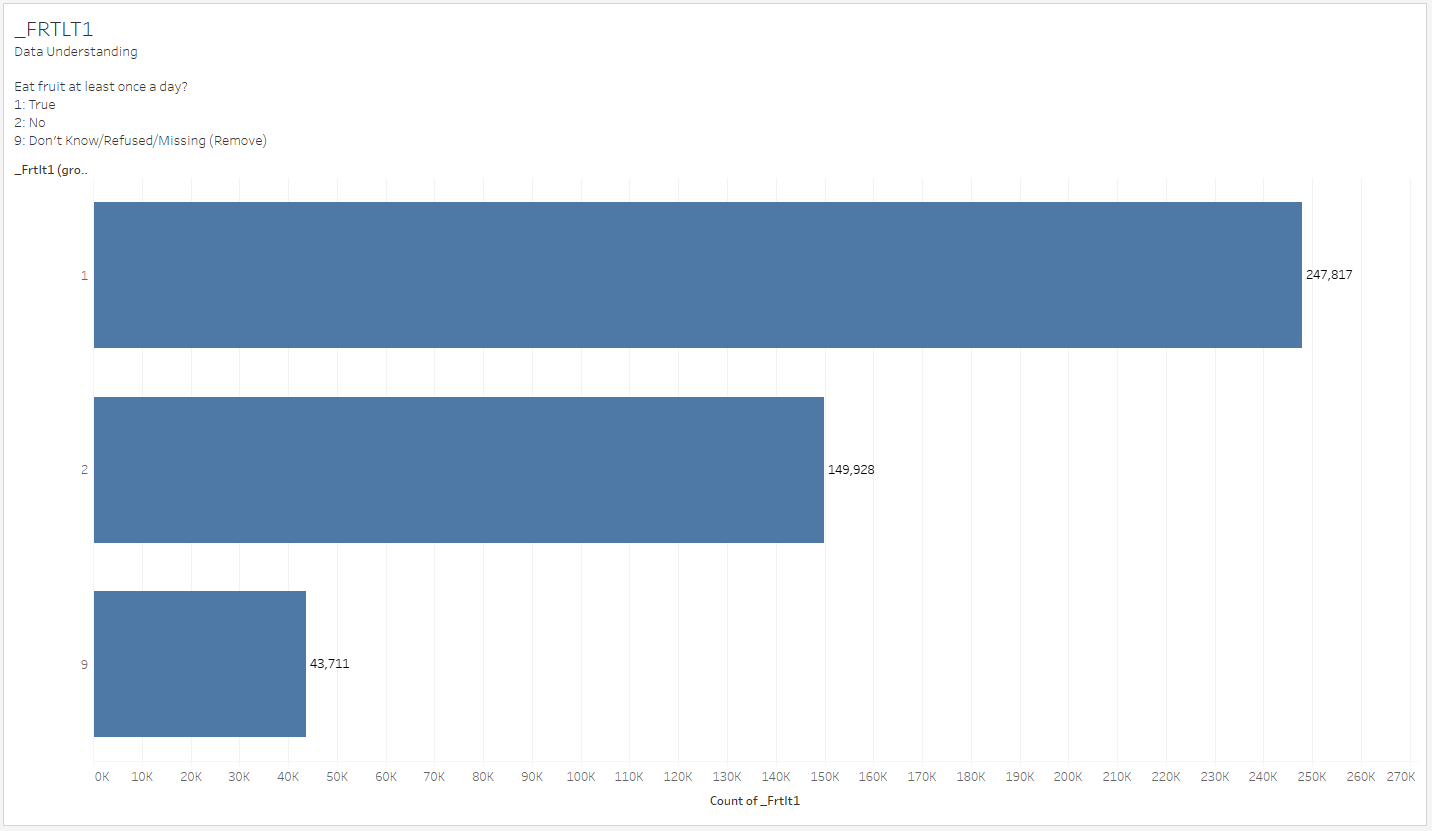 _FRTLT1
Data Understanding
Eat fruit at least once a day?
1: True
2: No
9: Don't Know/Refused/Missing (Remove)
_Frtlt1 (gro..
1
247,817
2
149,928
9
43,711
0K 10K 20K 30K 40K 50K 60K 70K 80K 90K 100K 110K 120K 130K 140K 150K 160K 170K 180K 190K 200K 210K 220K 230K 240K 250K 260K 270K
Count of _Frtlt1